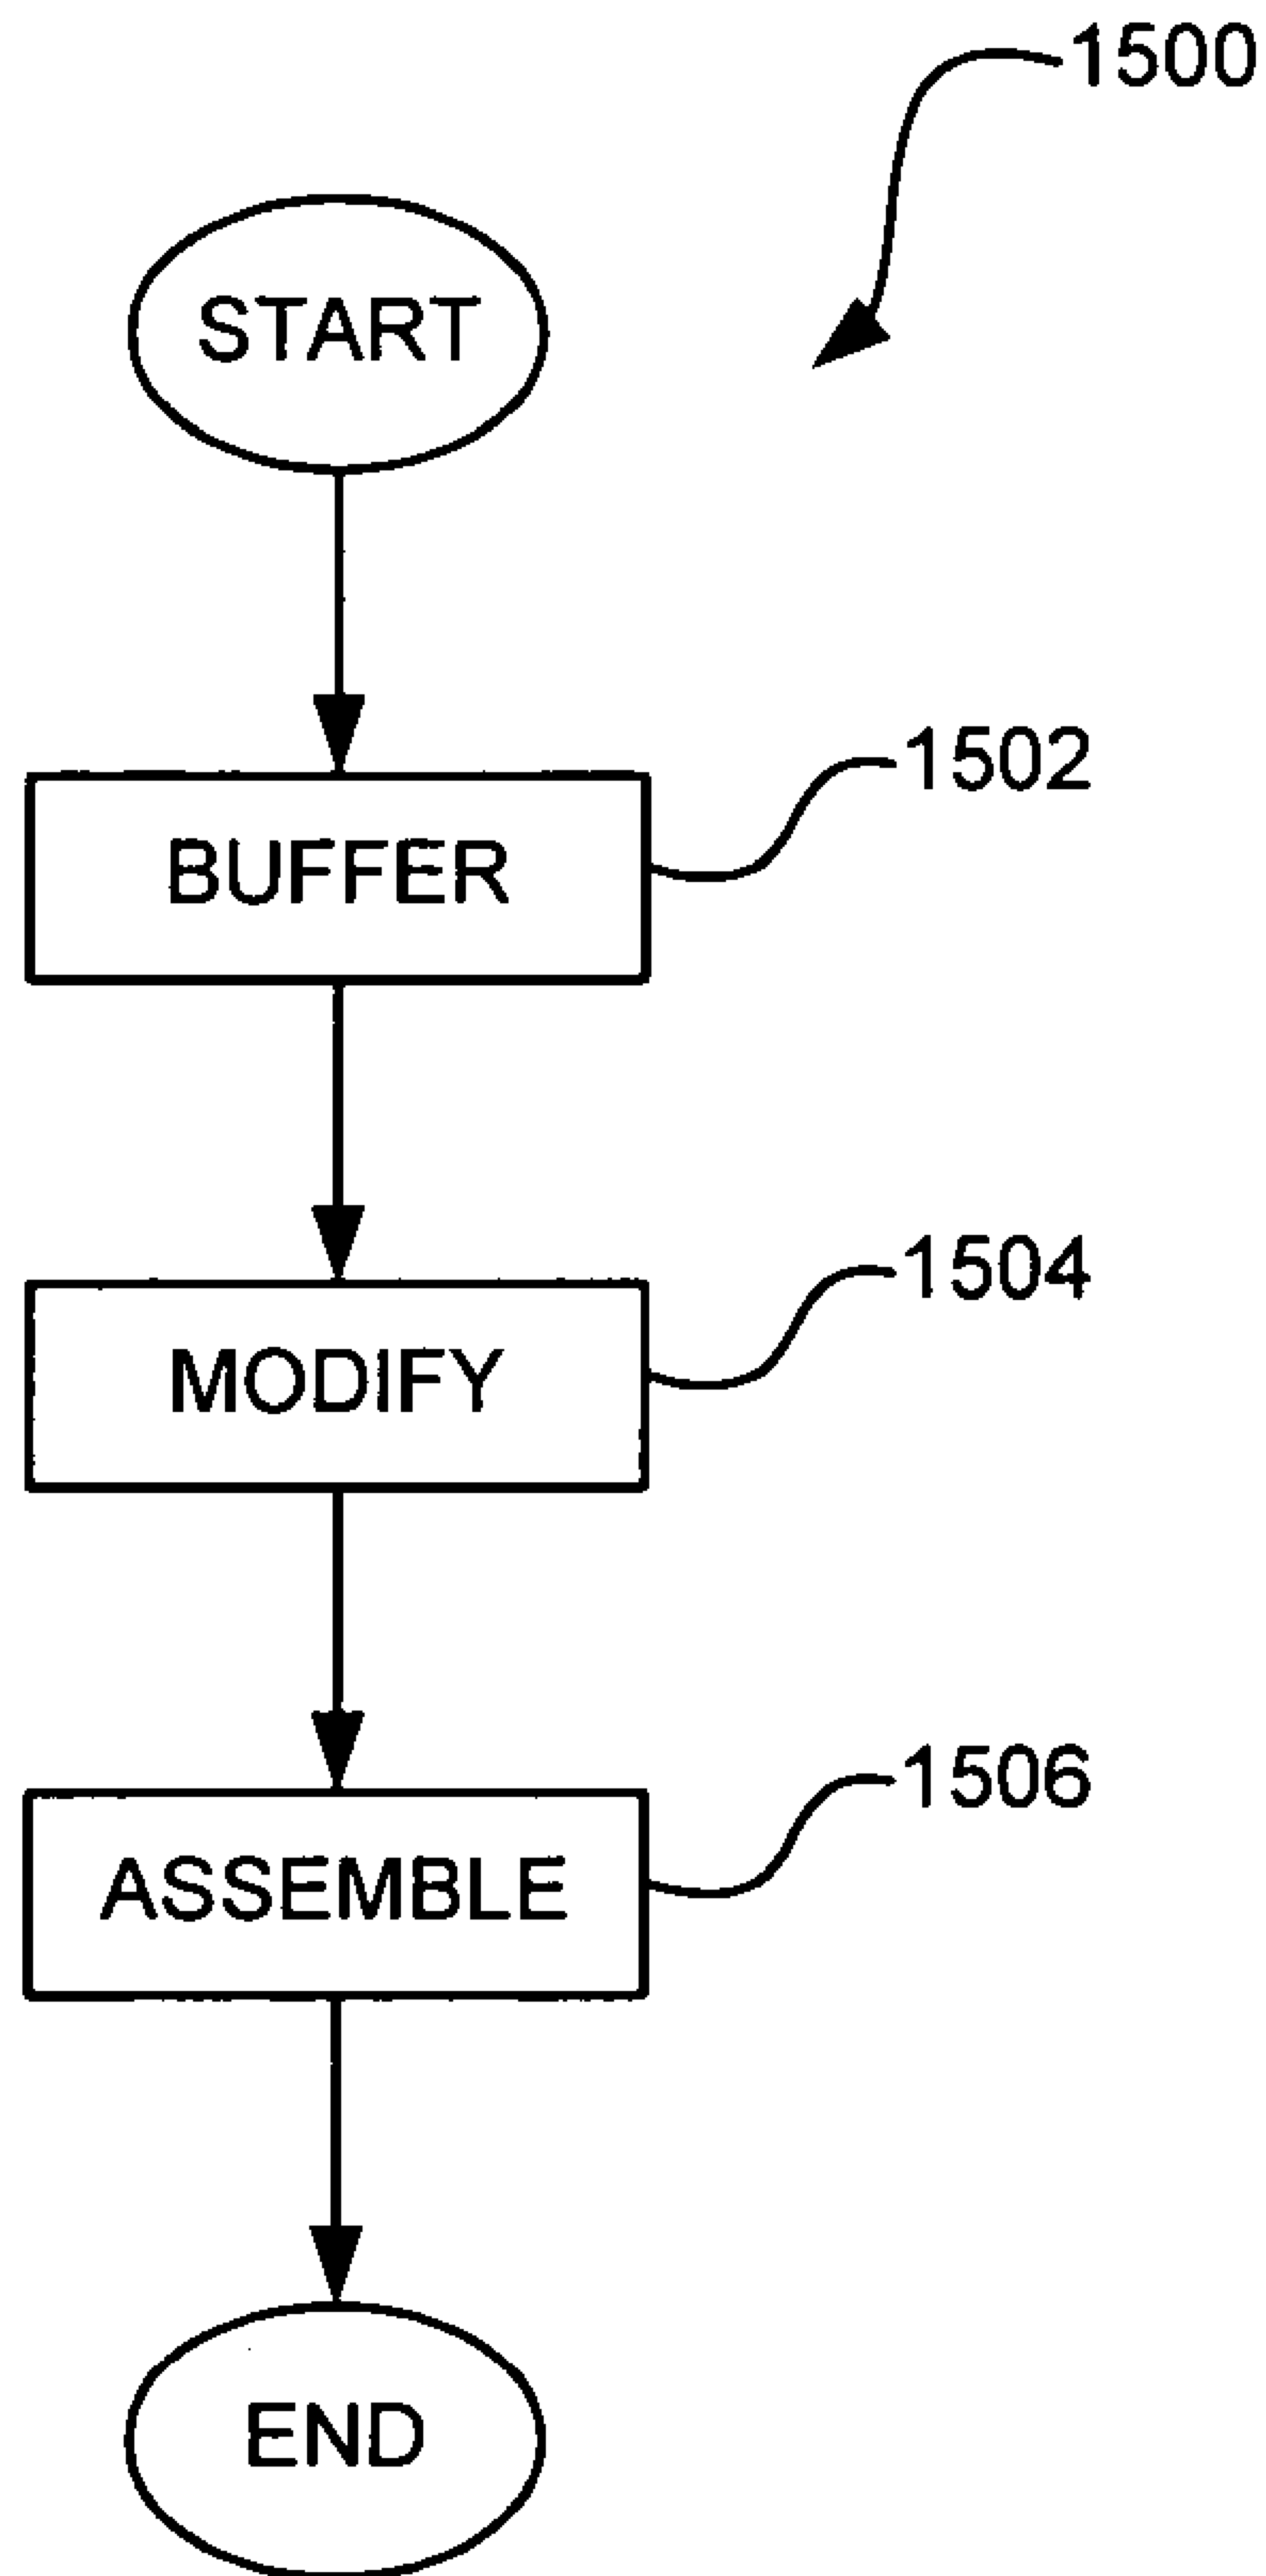 1500
START
BUFFER
1502
MODIFY
1504
ASSEMBLE
1506
END